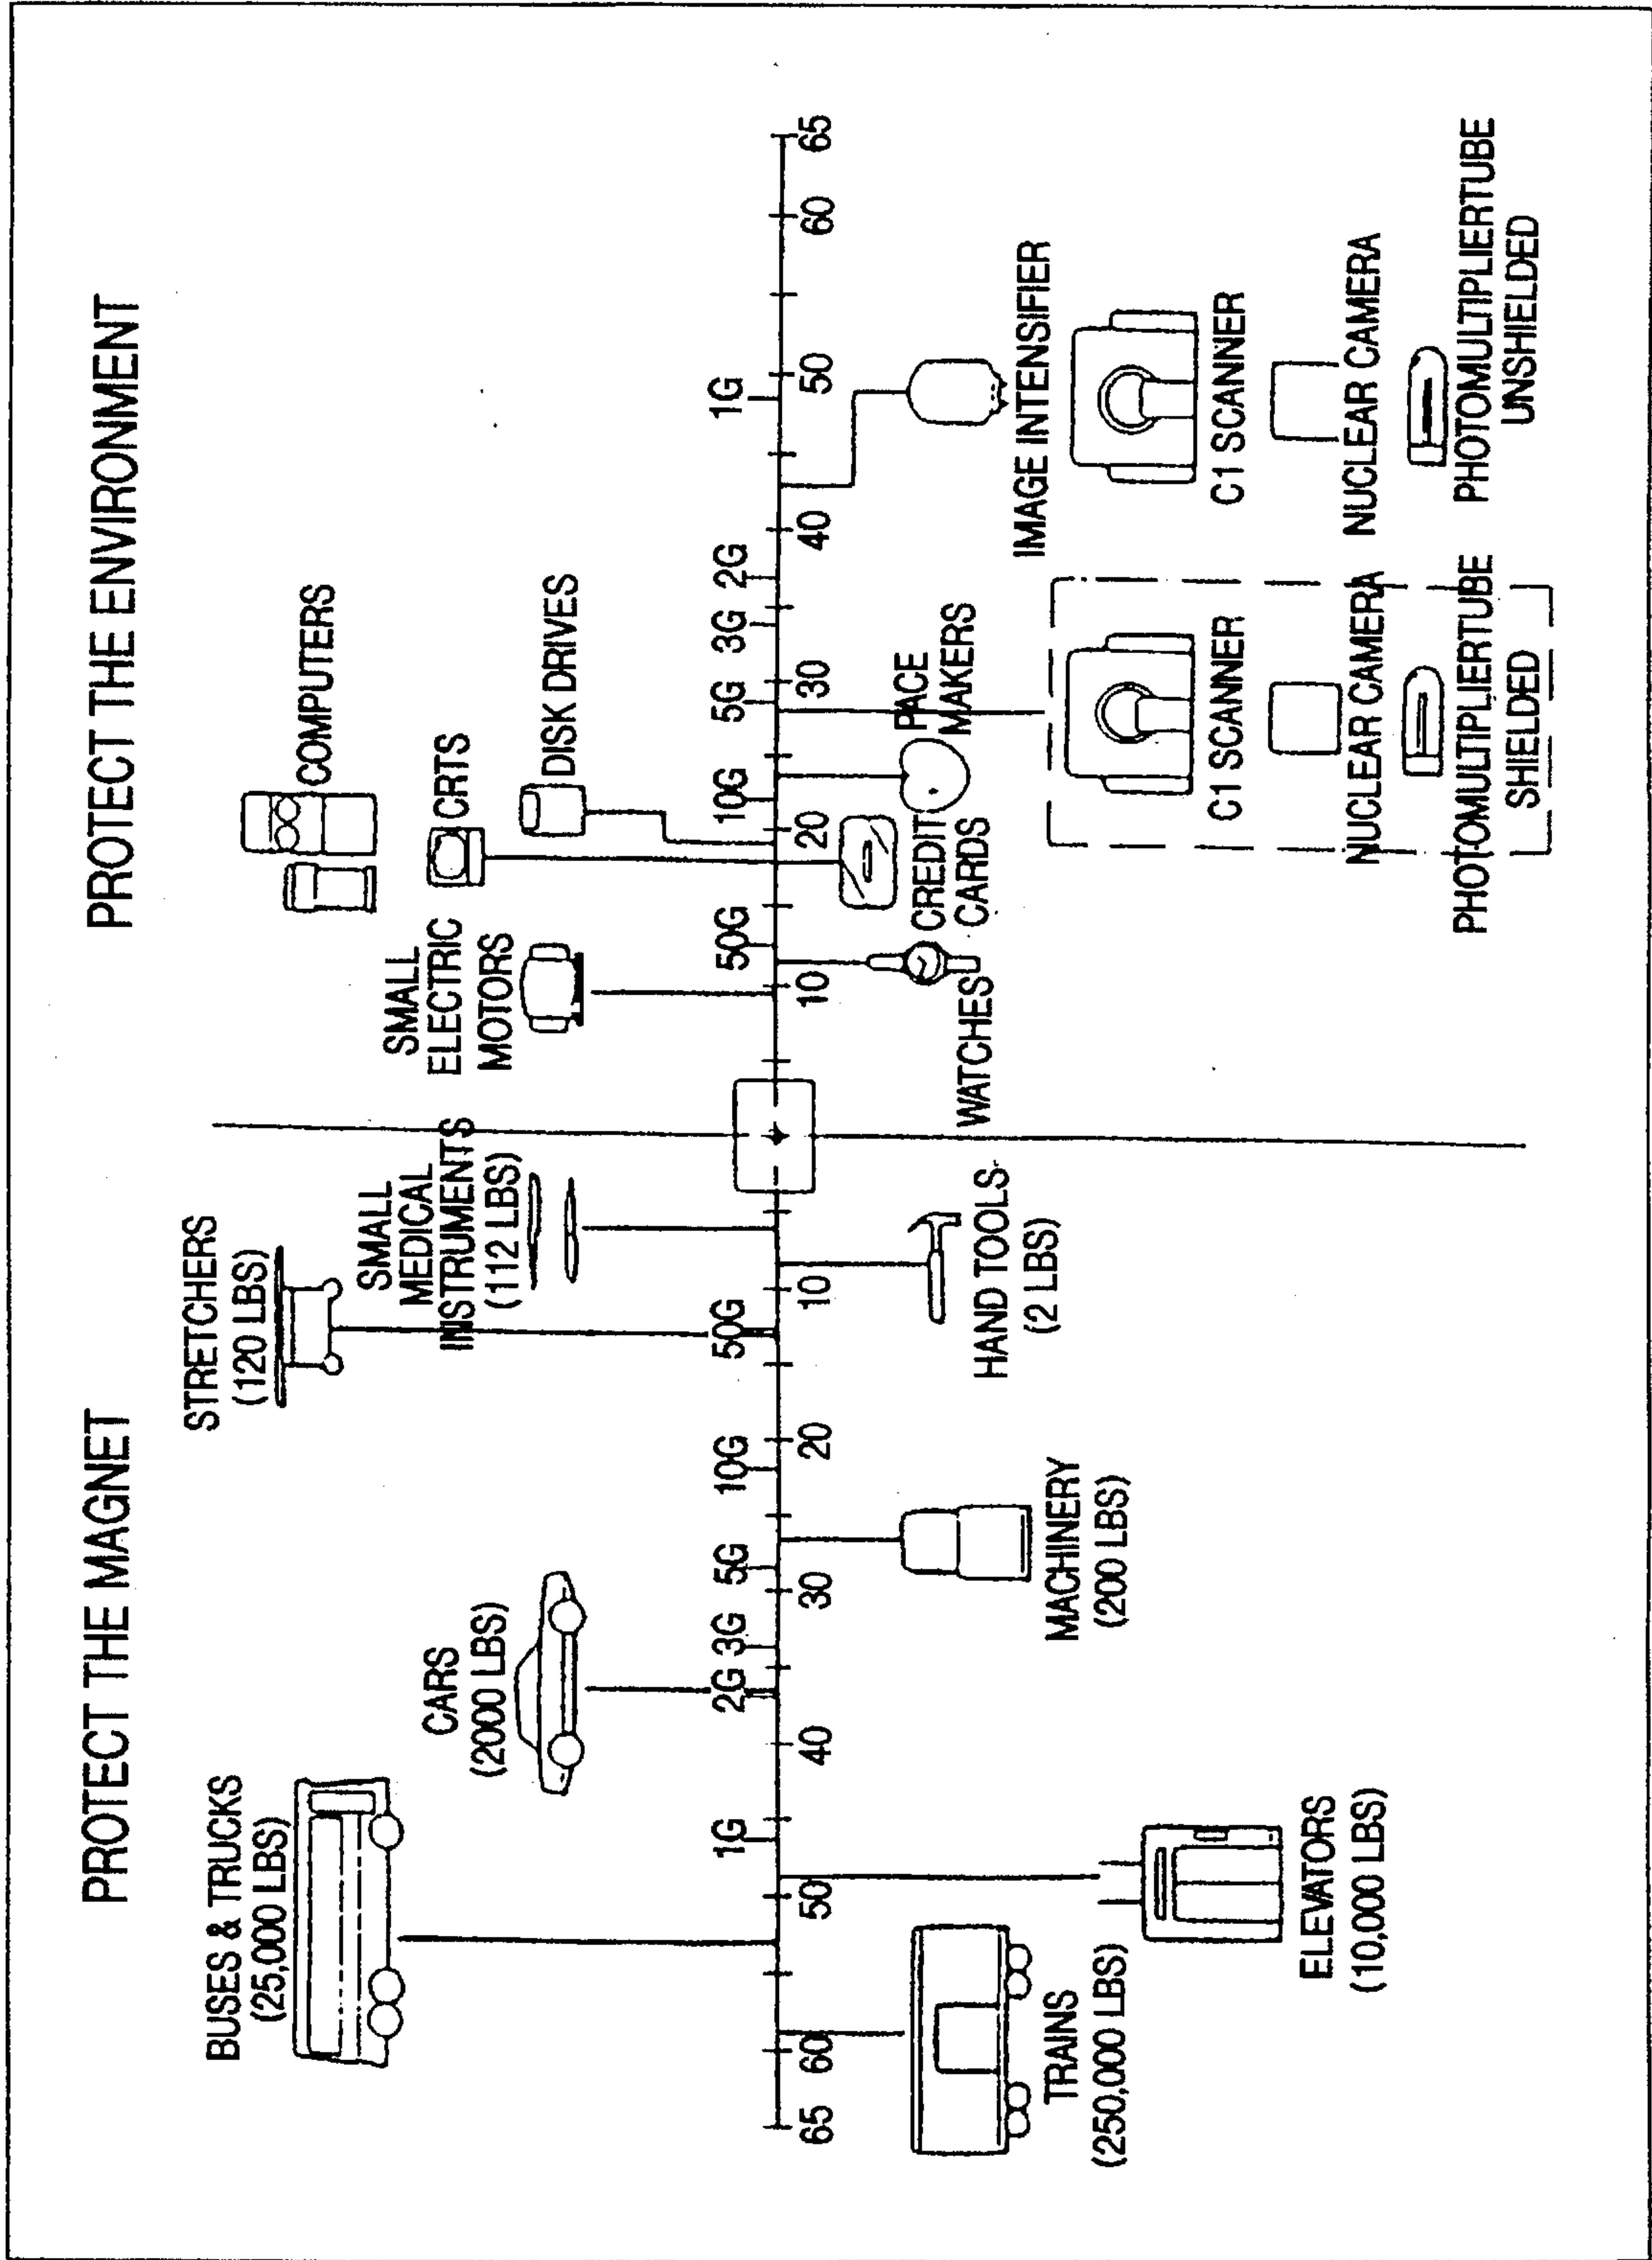 PROTECT THE MAGNET
PROTECT THE ENVIRONMENT
BUSES & TRUCKS
(25,000 LBS)
CARS
(2000 LBS)
STRETCHERS
(120 LBS)
SMALL
MEDICAL
INSTRUMENTS
(112 LBS)
SMALL
ELECTRIC
MOTORS
COMPUTERS
CRTS
DISK DRIVES
1G
2G
3G
5G
10G
50G
50G
10G
5G
3G
2G
1G
65
60
50
40
30
20
10
10
20
30
40
50
60
65
TRAINS
(250,000 LBS)
ELEVATORS
(10,000 LBS)
MACHINERY
(200 LBS)
HAND TOOLS
(2 LBS)
WATCHES
CREDIT
CARDS
PACE
MAKERS
C1 SCANNER
NUCLEAR CAMERA
PHOTOMULTIPLIERTUBE
SHIELDED
IMAGE INTENSIFIER
C1 SCANNER
NUCLEAR CAMERA
PHOTOMULTIPLIERTUBE
UNSHIELDED